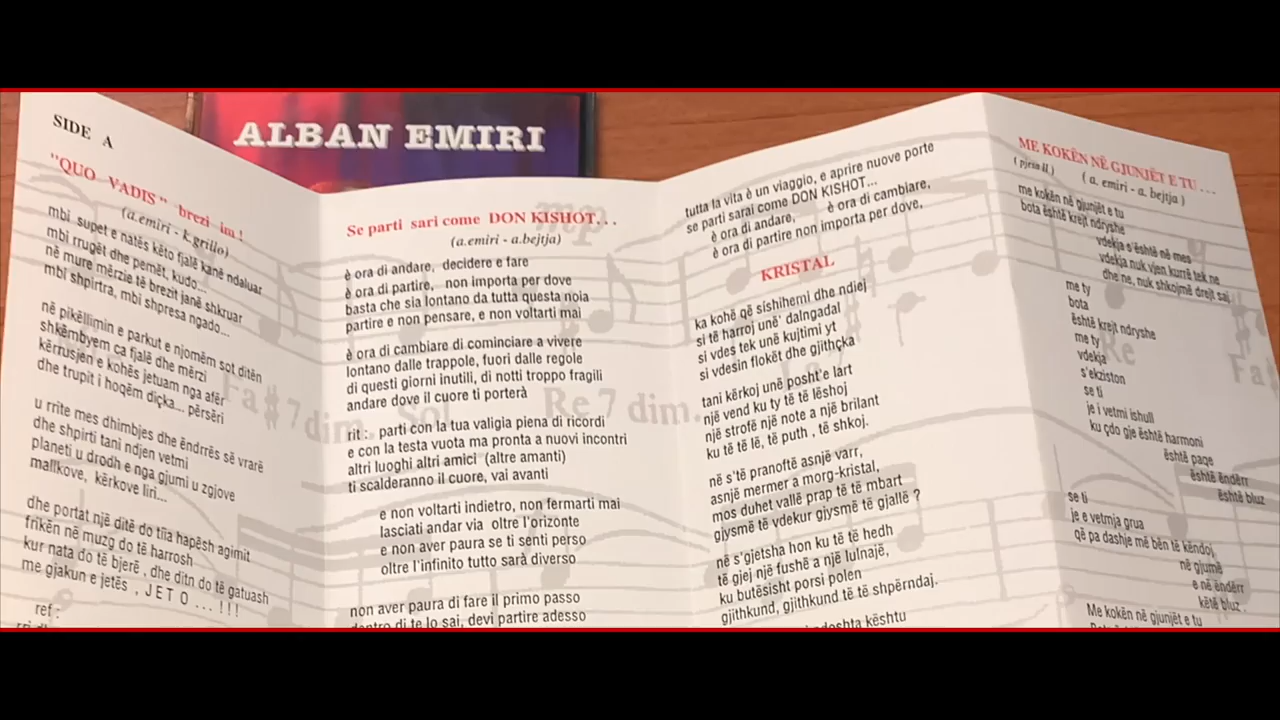 ALBAN EMIRI
SIDE A
"QUO VADIS" brezi im !
(a.emiri - k.grillo)
mbi supet e natës këto fjalë kanë ndaluar
mbi rrugët dhe pemët, kudo...
në mure mërzie të brezit janë shkruar
mbi shpirtra, mbi shpresa ngado...
në pikëllimin e parkut e njomëm sot ditën
shkëmbyem ca fjalë dhe mërzi
kërrusjen e kohës jetuam nga afër
dhe trupit i hoqëm diçka... përsëri
u rrite mes dhimbjes dhe ëndrrës së vrarë
dhe shpirti tani ndjen vetmi
planeti u drodh e nga gjumi u zgjove
mallkove, kërkove liri...
dhe portat një ditë do tïia hapësh agimit
frikën në muzg do të harrosh
kur nata do të bjerë , dhe ditn do të gatuash
me gjakun e jetës , J E T O ... ! ! !
ref :
Se parti sari come DON KISHOT. . .
(a.emiri - a.bejtja)
è ora di andare, decidere e fare
è ora di partire, non importa per dove
basta che sia lontano da tutta questa noia
partire e non pensare, e non voltarti mai
è ora di cambiare di cominciare a vivere
lontano dalle trappole, fuori dalle regole
di questi giorni inutili, di notti troppo fragili
andare dove il cuore ti porterà
rit : . parti con la tua valigia piena di ricordi
e con la testa vuota ma pronta a nuovi incontri
altri luoghi altri amici (altre amanti)
ti scalderanno il cuore, vai avanti
e non voltarti indietro, non fermarti mai
lasciati andar via oltre l'orizonte
e non aver paura se ti senti perso
oltre l'infinito tutto sarà diverso
non aver paura di fare il primo passo
dentro di te lo sai, devi partire adesso
tutta la vita è un viaggio, e aprire nuove porte
se parti sarai come DON KISHOT...
è ora di andare, è ora di cambiare,
è ora di partire non importa per dove,
KRISTAL
ka kohë që sishihemi dhe ndiej
si të harroj unë' dalngadal
si vdes tek unë kujtimi yt
si vdesin flokët dhe gjithçka
tani kërkoj unë posht'e lart
një vend ku ty të të lëshoj
një strofë një note a një brilant
ku të të lë, të puth , të shkoj.
në s'të pranoftë asnjë varr,
asnjë mermer a morg-kristal,
mos duhet vallë prap të të mbart
gjysmë të vdekur gjysmë të gjallë ?
në s'gjetsha hon ku të të hedh
të gjej një fushë a një lulnajë,
ku butësisht porsi polen
gjithkund, gjithkund të të shpërndaj.
kështu
ME KOKËN NË GJUNJËT E TU . . .
( pjesa II ) ( a. emiri - a. bejtja )
me kokën në gjunjët e tu
bota është krejt ndryshe
vdekja s'është në mes
vdekja nuk vjen kurrë tek ne
dhe ne, nuk shkojmë drejt saj
me ty
bota
është krejt ndryshe
me ty
vdekja
s'ekziston
se ti
je i vetmi ishull
ku çdo gje është harmoni
është paqe
është ëndërr
është bluz
se ti
je e vetmja grua
që pa dashje më bën të këndoj
në gjumë
e në ëndërr
këtë bluz .
Me kokën në gjunjët e tu
mp
Fa#7 dim.
Sol
Re7 dim.
La
Re
Fa#